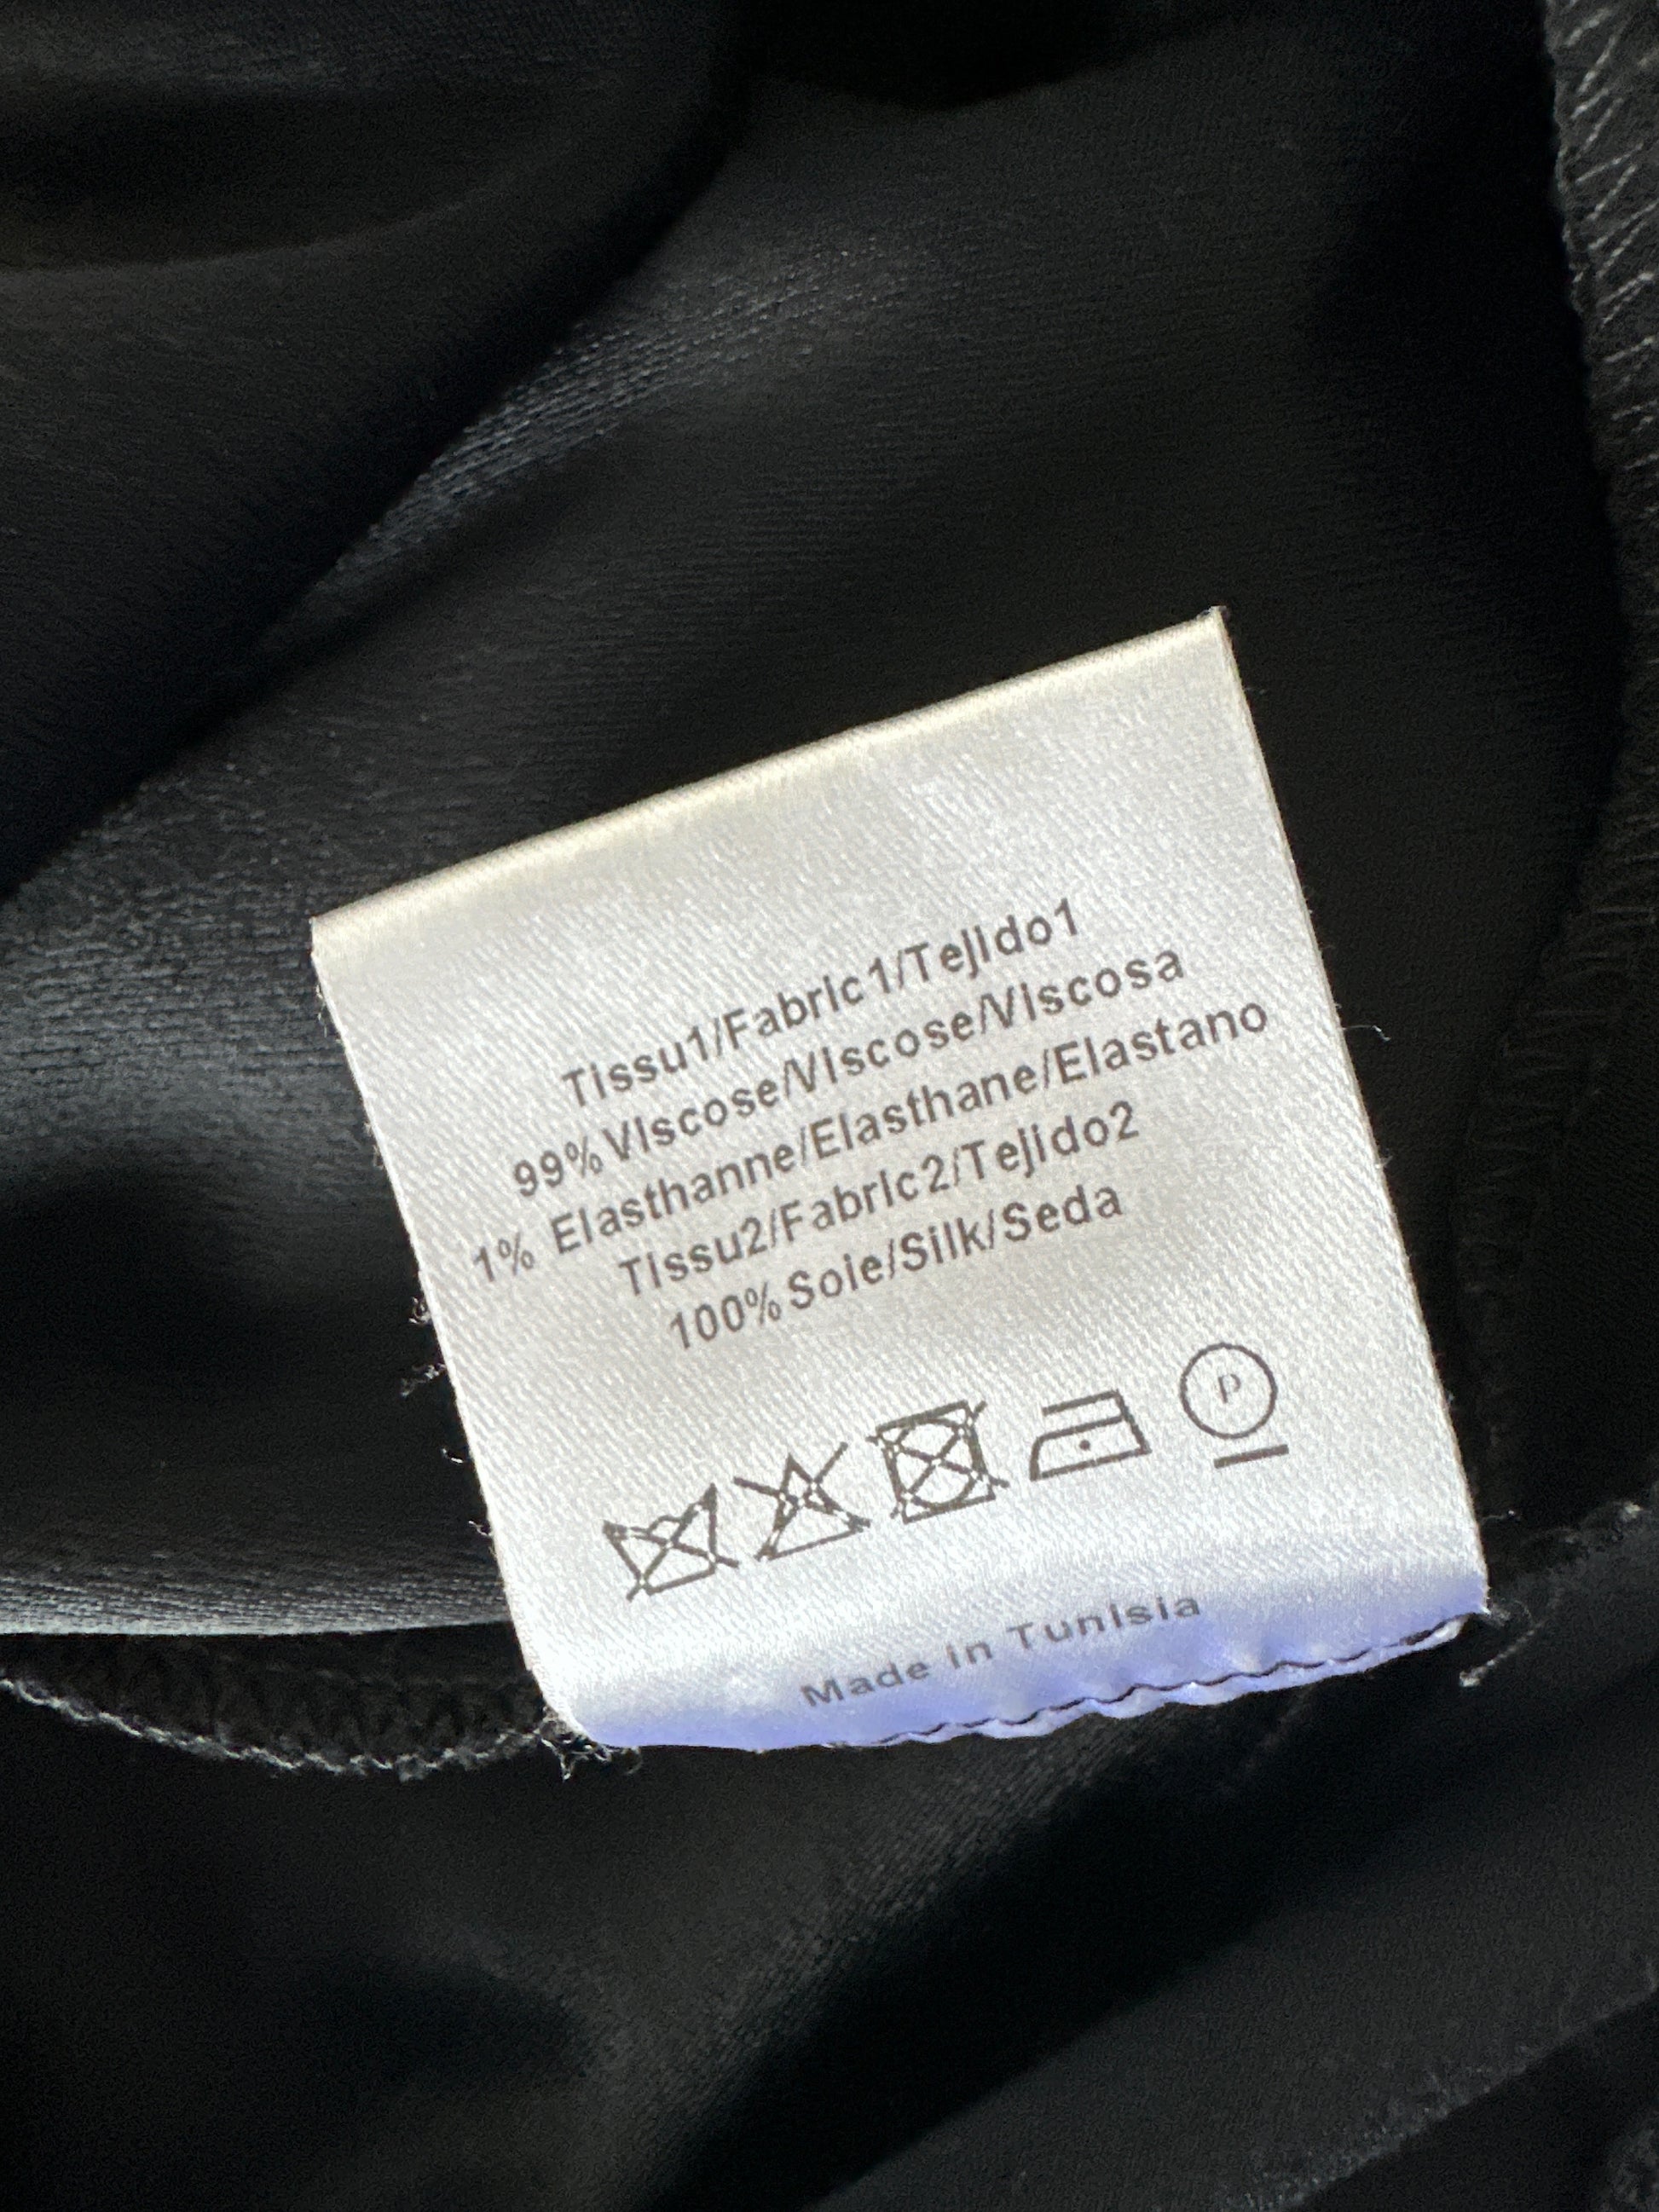 Tissu1/Fabric1/Tejido1
99% Viscose/Viscose/Viscosa
1% Elasthanne/Elasthane/Elastano
Tissu2/Fabric2/Tejido2
100% Soie/Silk/Seda
P
Made in Tunisia